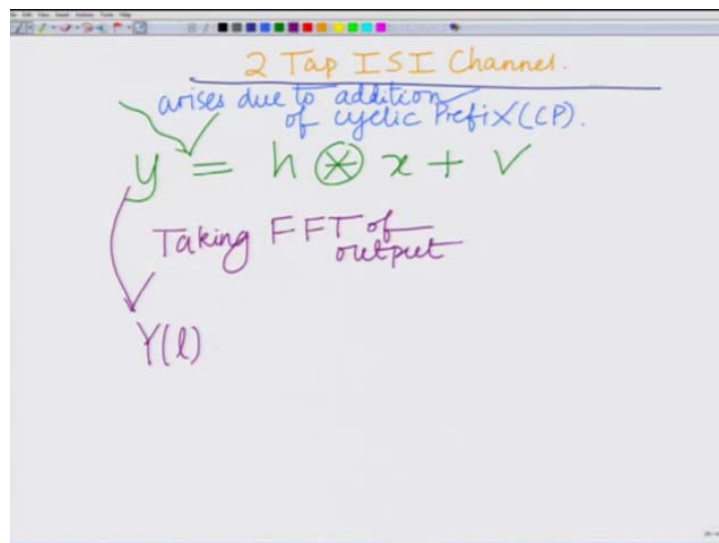 2 Tap ISI Channel.
arises due to addition
of cyclic Prefix(CP).
y = h ⊛ x + v
Taking FFT of
output
Y(l)